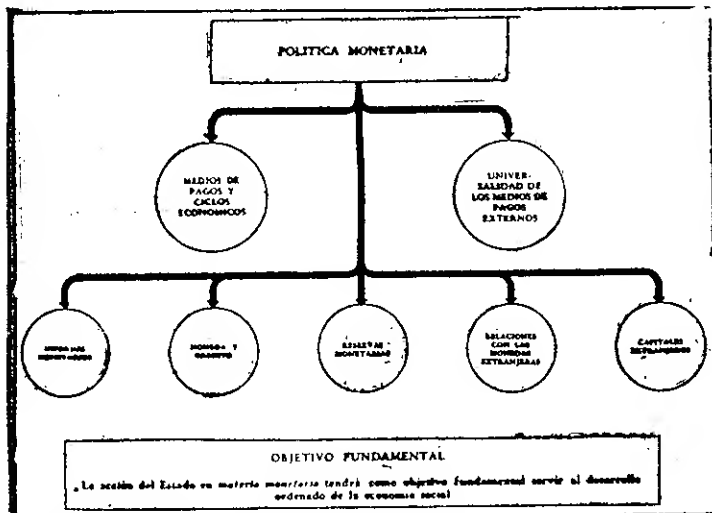 POLITICA MONETARIA
MEDIOS DE
PAGOS Y
CICLOS
ECONOMICOS
UNIVER-
SALIDAD DE
LOS MEDIOS DE
PAGOS
EXTERNOS
MONETARIOS
MONEDA Y
CREDITO
RESERVAS
MONETARIAS
RELACIONES
CON LAS
MONEDAS
EXTRANJERAS
CAPITALES
EXTRANJEROS
OBJETIVO FUNDAMENTAL
La acción del Estado en materia monetaria tendrá como objetivo fundamental servir al desarrollo
ordenado de la economía social